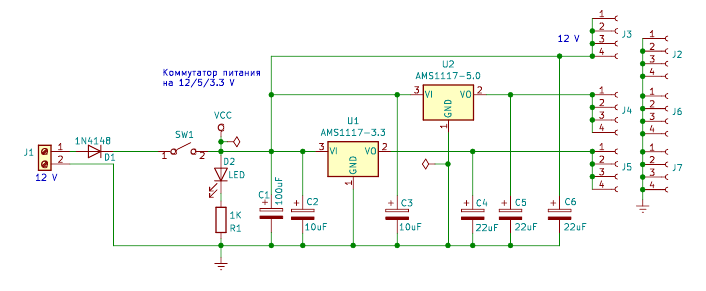 12 V
1
2
3
4
J3
1
2
3
4
J2
Коммутатор питания
на 12/5/3.3 V
U2
AMS1117-5.0
3
VI
VO
2
GND
1
1
2
3
4
J4
1
2
3
4
J6
VCC
U1
AMS1117-3.3
3
VI
VO
2
GND
1
J1
1
2
12 V
1N4148
D1
SW1
1
2
D2
LED
1K
R1
C1
100uF
C2
10uF
C3
10uF
C4
22uF
C5
22uF
C6
22uF
1
2
3
4
J5
1
2
3
4
J7